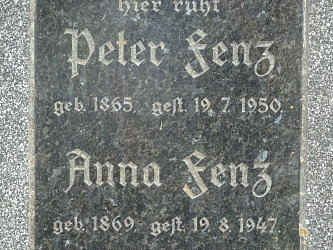 hier ruht
Peter Fenz
geb. 1865. gest. 19. 7. 1950.
Anna Fenz
geb. 1869. gest. 19. 8. 1947.